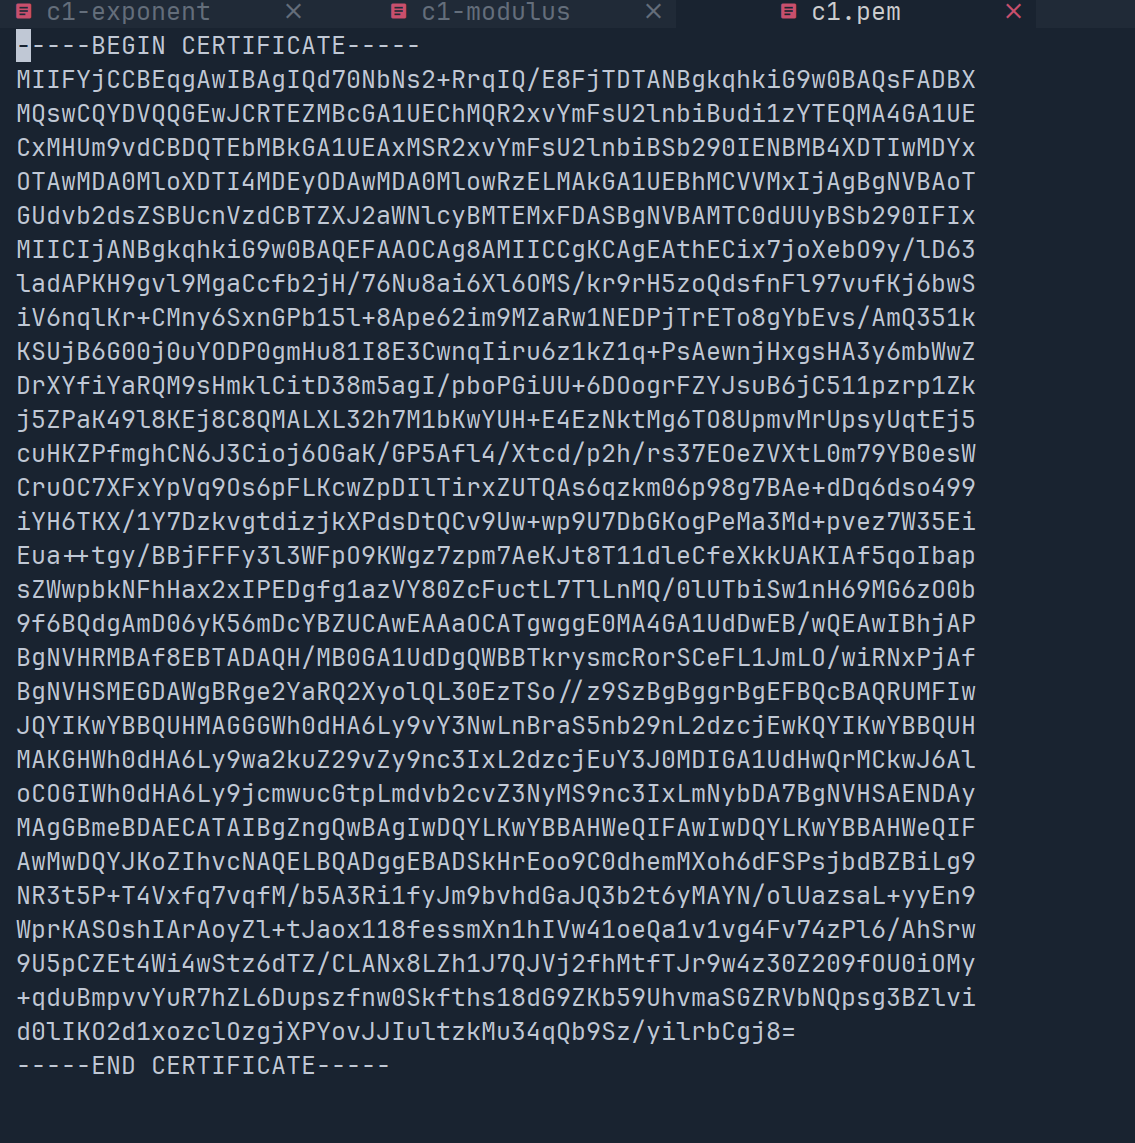 c1-exponent c1-modulus c1.pem
-----BEGIN CERTIFICATE-----
MIIFYjCCBEqgAwIBAgIQd70NbNs2+RrqIQ/E8FjTDTANBgkqhkiG9w0BAQsFADBX
MQswCQYDVQQGEwJCRTEZMBcGA1UEChMQR2xvYmFsU2lnbiBudi1zYTEQMA4GA1UE
CxMHUm9vdCBDQTEbMBkGA1UEAxMSR2xvYmFsU2lnbiBSb290IENBMB4XDTIwMDYx
OTAwMDA0MloXDTI4MDEyODAwMDA0MlowRzELMAkGA1UEBhMCVVMxIjAgBgNVBAoT
GUdvb2dsZSBUcnVzdCBTZXJ2aWNlcyBMTEMxFDASBgNVBAMTC0dUUyBSb290IFIx
MIICIjANBgkqhkiG9w0BAQEFAAOCAg8AMIICCgKCAgEAthECix7joXebO9y/lD63
ladAPKH9gvl9MgaCcfb2jH/76Nu8ai6Xl6OMS/kr9rH5zoQdsfnFl97vufKj6bwS
iV6nqlKr+CMny6SxnGPb15l+8Ape62im9MZaRw1NEDPjTrETo8gYbEvs/AmQ351k
KSUjB6G00j0uYODP0gmHu81I8E3CwnqIiru6z1kZ1q+PsAewnjHxgsHA3y6mbWwZ
DrXYfiYaRQM9sHmklCitD38m5agI/pboPGiUU+6DOogrFZYJsuB6jC511pzrp1Zk
j5ZPaK49l8KEj8C8QMALXL32h7M1bKwYUH+E4EzNktMg6TO8UpmvMrUpsyUqtEj5
cuHKZPfmghCN6J3Cioj6OGaK/GP5Afl4/Xtcd/p2h/rs37EOeZVXtL0m79YB0esW
CruOC7XFxYpVq9Os6pFLKcwZpDIlTirxZUTQAs6qzkm06p98g7BAe+dDq6dso499
iYH6TKX/1Y7DzkvgtdizjkXPdsDtQCv9Uw+wp9U7DbGKogPeMa3Md+pvez7W35Ei
Eua++tgy/BBjFFFy3l3WFpO9KWgz7zpm7AeKJt8T11dleCfeXkkUAKIAf5qoIbap
sZWwpbkNFhHax2xIPEDgfg1azVY80ZcFuctL7TlLnMQ/0lUTbiSw1nH69MG6zO0b
9f6BQdgAmD06yK56mDcYBZUCAwEAAaOCATgwggE0MA4GA1UdDwEB/wQEAwIBhjAP
BgNVHRMBAf8EBTADAQH/MB0GA1UdDgQWBBTkrysmcRorSCeFL1JmLO/wiRNxPjAf
BgNVHSMEGDAWgBRge2YaRQ2XyolQL30EzTSo//z9SzBgBggrBgEFBQcBAQRUMFIw
JQYIKwYBBQUHMAGGGWh0dHA6Ly9vY3NwLnBraS5nb29nL2dzcjEwKQYIKwYBBQUH
MAKGHWh0dHA6Ly9wa2kuZ29vZy9nc3IxL2dzcjEuY3J0MDIGA1UdHwQrMCkwJ6Al
oCOGIWh0dHA6Ly9jcmwucGtpLmdvb2cvZ3NyMS9nc3IxLmNybDA7BgNVHSAENDAy
MAgGBmeBDAECATAIBgZngQwBAgIwDQYLKwYBBAHWeQIFAwIwDQYLKwYBBAHWeQIF
AwMwDQYJKoZIhvcNAQELBQADggEBADSkHrEoo9C0dhemMXoh6dFSPsjbdBZBiLg9
NR3t5P+T4Vxfq7vqfM/b5A3Ri1fyJm9bvhdGaJQ3b2t6yMAYN/olUazsaL+yyEn9
WprKASOshIArAoyZl+tJaox118fessmXn1hIVw41oeQa1v1vg4Fv74zPl6/AhSrw
9U5pCZEt4Wi4wStz6dTZ/CLANx8LZh1J7QJVj2fhMtfTJr9w4z30Z209fOU0iOMy
+qduBmpvvYuR7hZL6Dupszfnw0Skfths18dG9ZKb59UhvmaSGZRVbNQpsg3BZlvi
d0lIKO2d1xozclOzgjXPYovJJIultzkMu34qQb9Sz/yilrbCgj8=
-----END CERTIFICATE-----